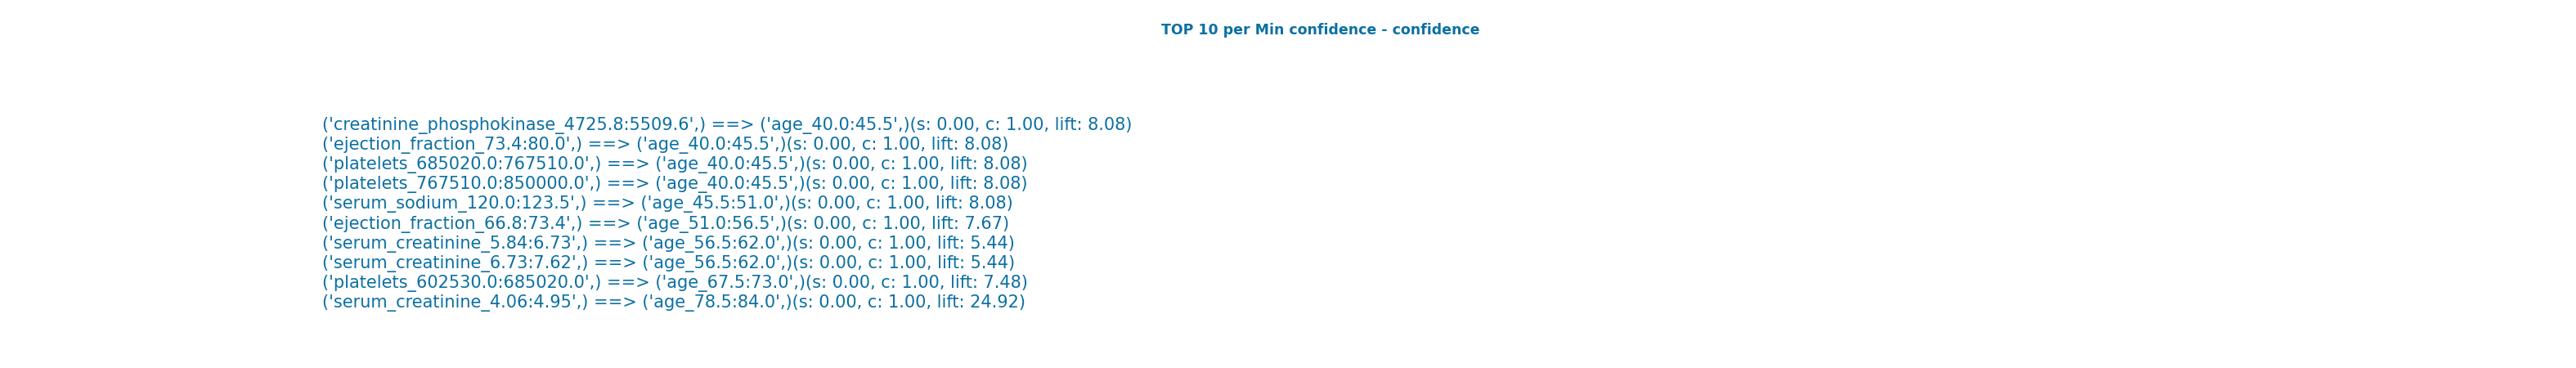 TOP 10 per Min confidence - confidence
('creatinine_phosphokinase_4725.8:5509.6',) ==> ('age_40.0:45.5',)(s: 0.00, c: 1.00, lift: 8.08)
('ejection_fraction_73.4:80.0',) ==> ('age_40.0:45.5',)(s: 0.00, c: 1.00, lift: 8.08)
('platelets_685020.0:767510.0',) ==> ('age_40.0:45.5',)(s: 0.00, c: 1.00, lift: 8.08)
('platelets_767510.0:850000.0',) ==> ('age_40.0:45.5',)(s: 0.00, c: 1.00, lift: 8.08)
('serum_sodium_120.0:123.5',) ==> ('age_45.5:51.0',)(s: 0.00, c: 1.00, lift: 8.08)
('ejection_fraction_66.8:73.4',) ==> ('age_51.0:56.5',)(s: 0.00, c: 1.00, lift: 7.67)
('serum_creatinine_5.84:6.73',) ==> ('age_56.5:62.0',)(s: 0.00, c: 1.00, lift: 5.44)
('serum_creatinine_6.73:7.62',) ==> ('age_56.5:62.0',)(s: 0.00, c: 1.00, lift: 5.44)
('platelets_602530.0:685020.0',) ==> ('age_67.5:73.0',)(s: 0.00, c: 1.00, lift: 7.48)
('serum_creatinine_4.06:4.95',) ==> ('age_78.5:84.0',)(s: 0.00, c: 1.00, lift: 24.92)